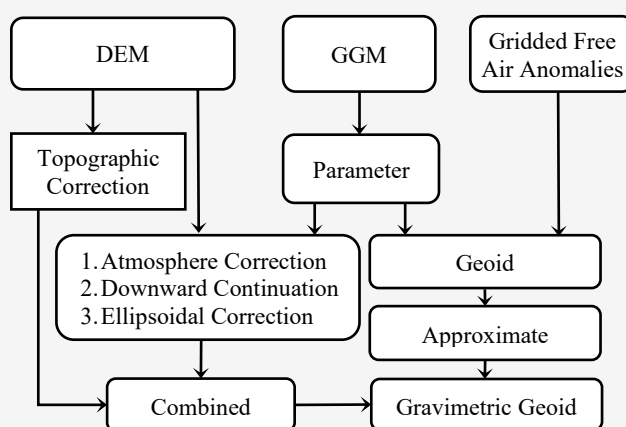 DEM
GGM
Gridded Free
Air Anomalies
Topographic
Correction
Parameter
1. Atmosphere Correction
2. Downward Continuation
3. Ellipsoidal Correction
Geoid
Approximate
Combined
Gravimetric Geoid